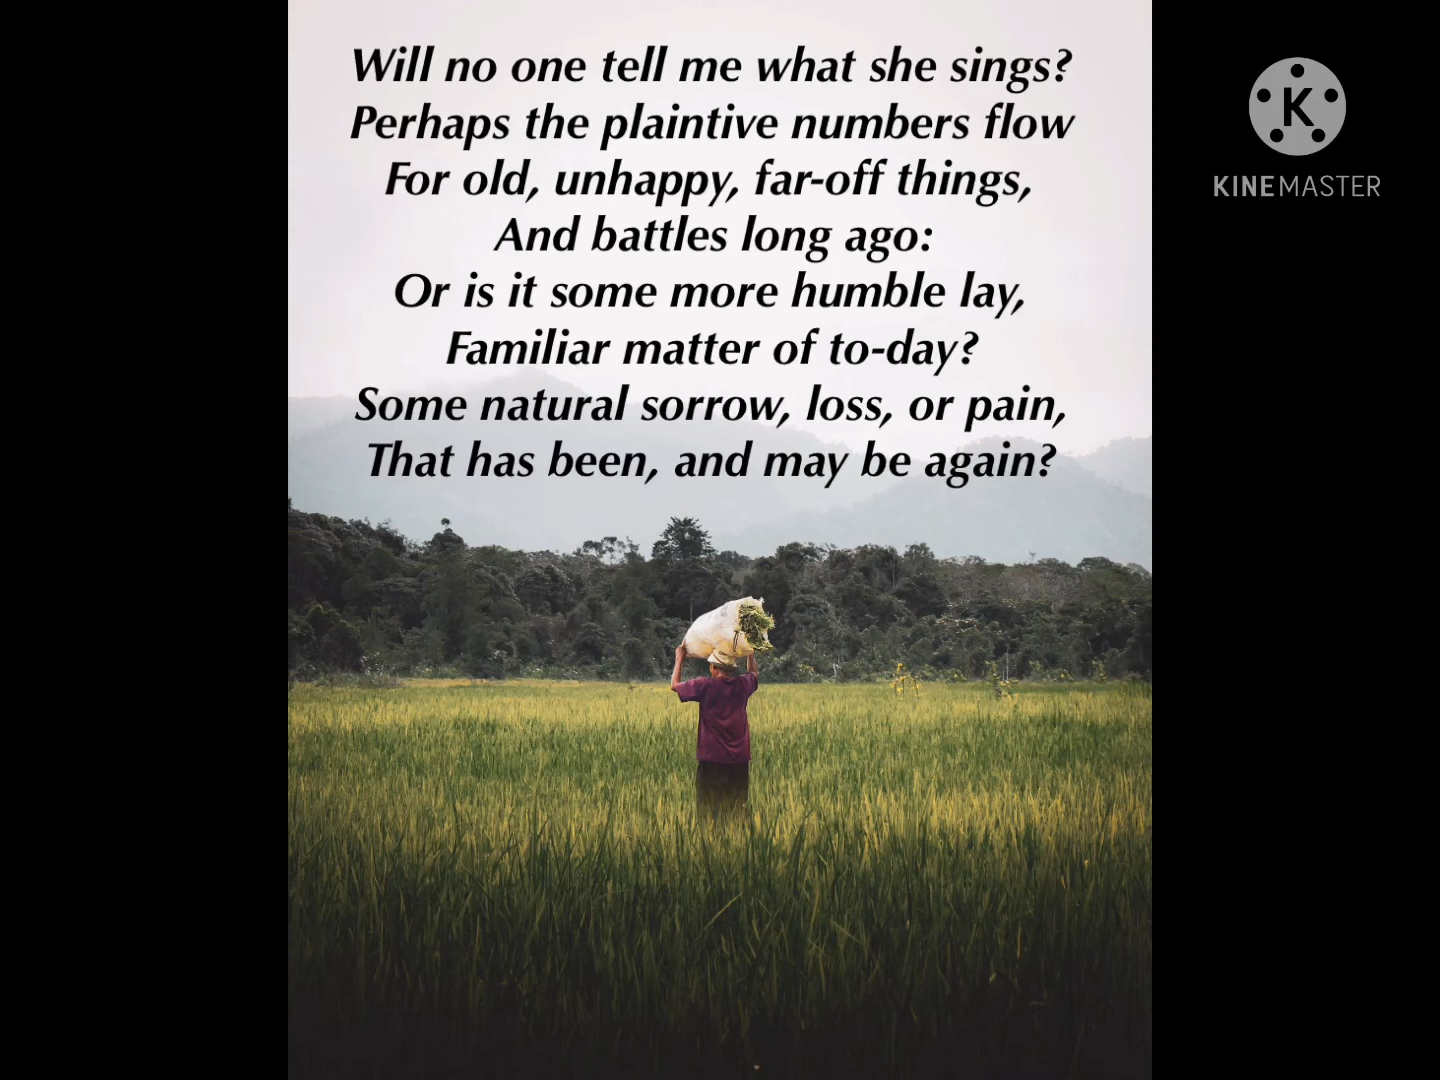 Will no one tell me what she sings?
Perhaps the plaintive numbers flow
For old, unhappy, far-off things,
And battles long ago:
Or is it some more humble lay,
Familiar matter of to-day?
Some natural sorrow, loss, or pain,
That has been, and may be again?
K
KINEMASTER